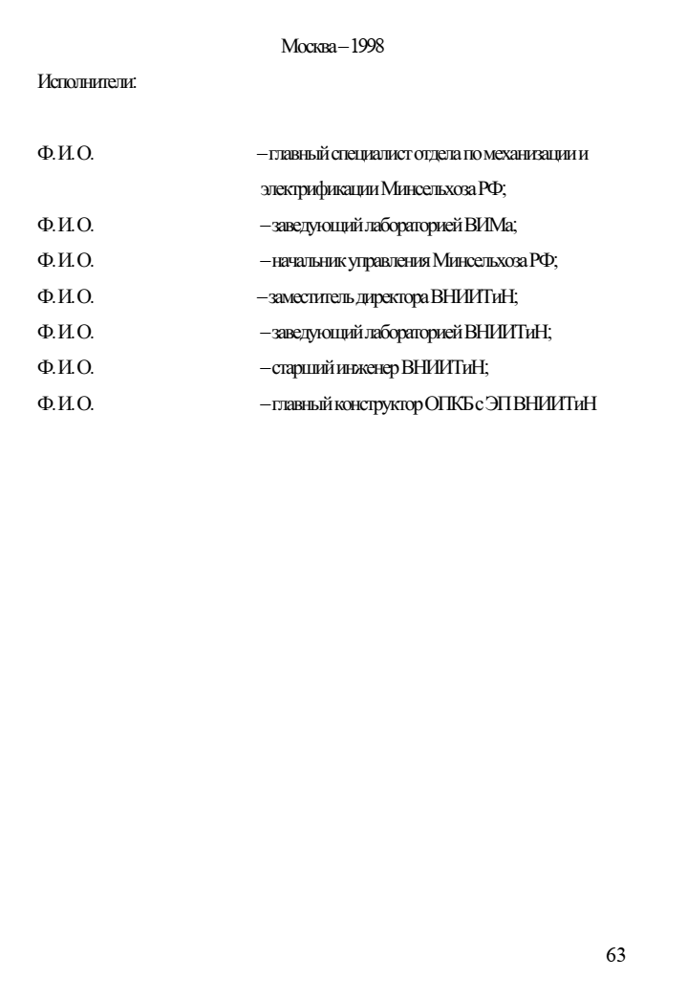 Москва – 1998
Исполнители:
Ф. И. О. – главный специалист отдела по механизации и
электрификации Минсельхоза РФ;
Ф. И. О. – заведующий лабораторией ВИМа;
Ф. И. О. – начальник управления Минсельхоза РФ;
Ф. И. О. – заместитель директора ВНИИТиН;
Ф. И. О. – заведующий лабораторией ВНИИТиН;
Ф. И. О. – старший инженер ВНИИТиН;
Ф. И. О. – главный конструктор ОПКБ с ЭП ВНИИТиН
63